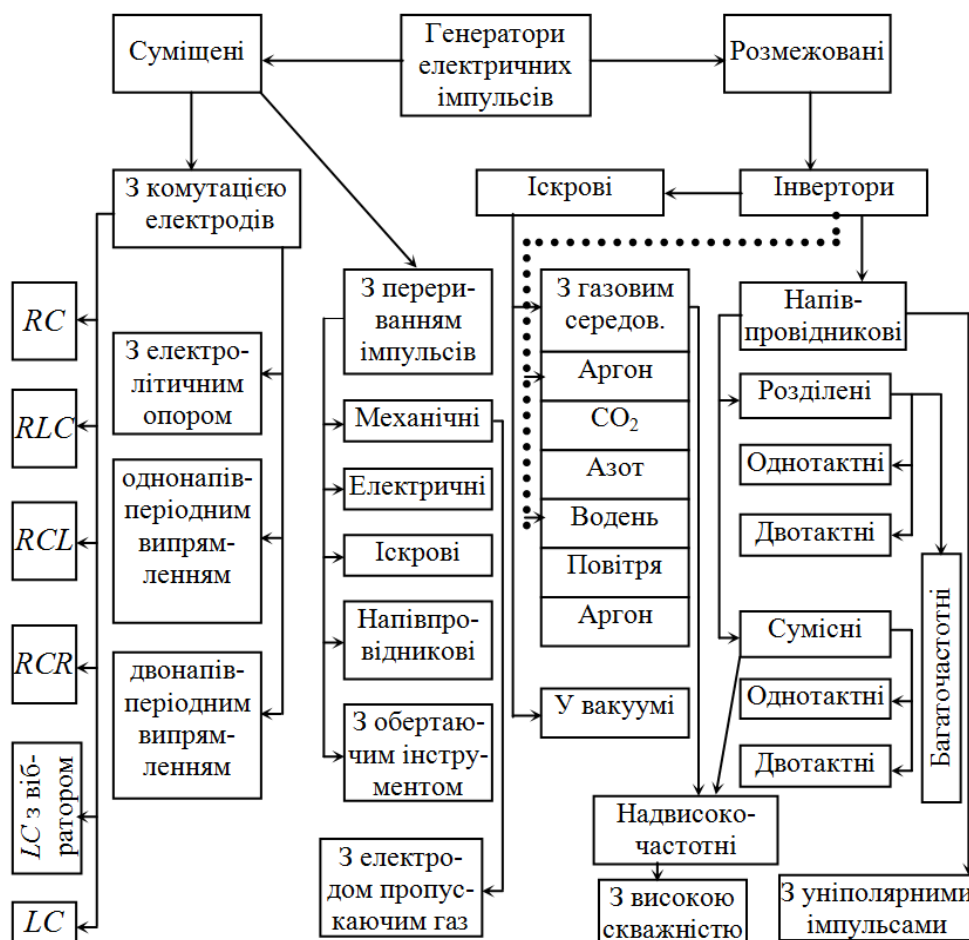 Суміщені
Генератори
електричних
імпульсів
Розмежовані
З комутацією
електродів
Іскрові
Інвертори
RC
RLC
RCL
RCR
LC з віб-
ратором
LC
З електро-
літичним
опором
однонапів-
періодним
випрям-
ленням
двонапів-
періодним
випрям-
ленням
З перери-
ванням
імпульсів
Механічні
Електричні
Іскрові
Напівпро-
відникові
З обертаю-
чим інстру-
ментом
З електро-
дом пропус-
каючим газ
З газовим
середов.
Аргон
CO₂
Азот
Водень
Повітря
Аргон
У вакуумі
Надвисоко-
частотні
З високою
скважністю
Напів-
провідникові
Розділені
Однотактні
Двотактні
Сумісні
Однотактні
Двотактні
Багаточастотні
З уніполярними
імпульсами